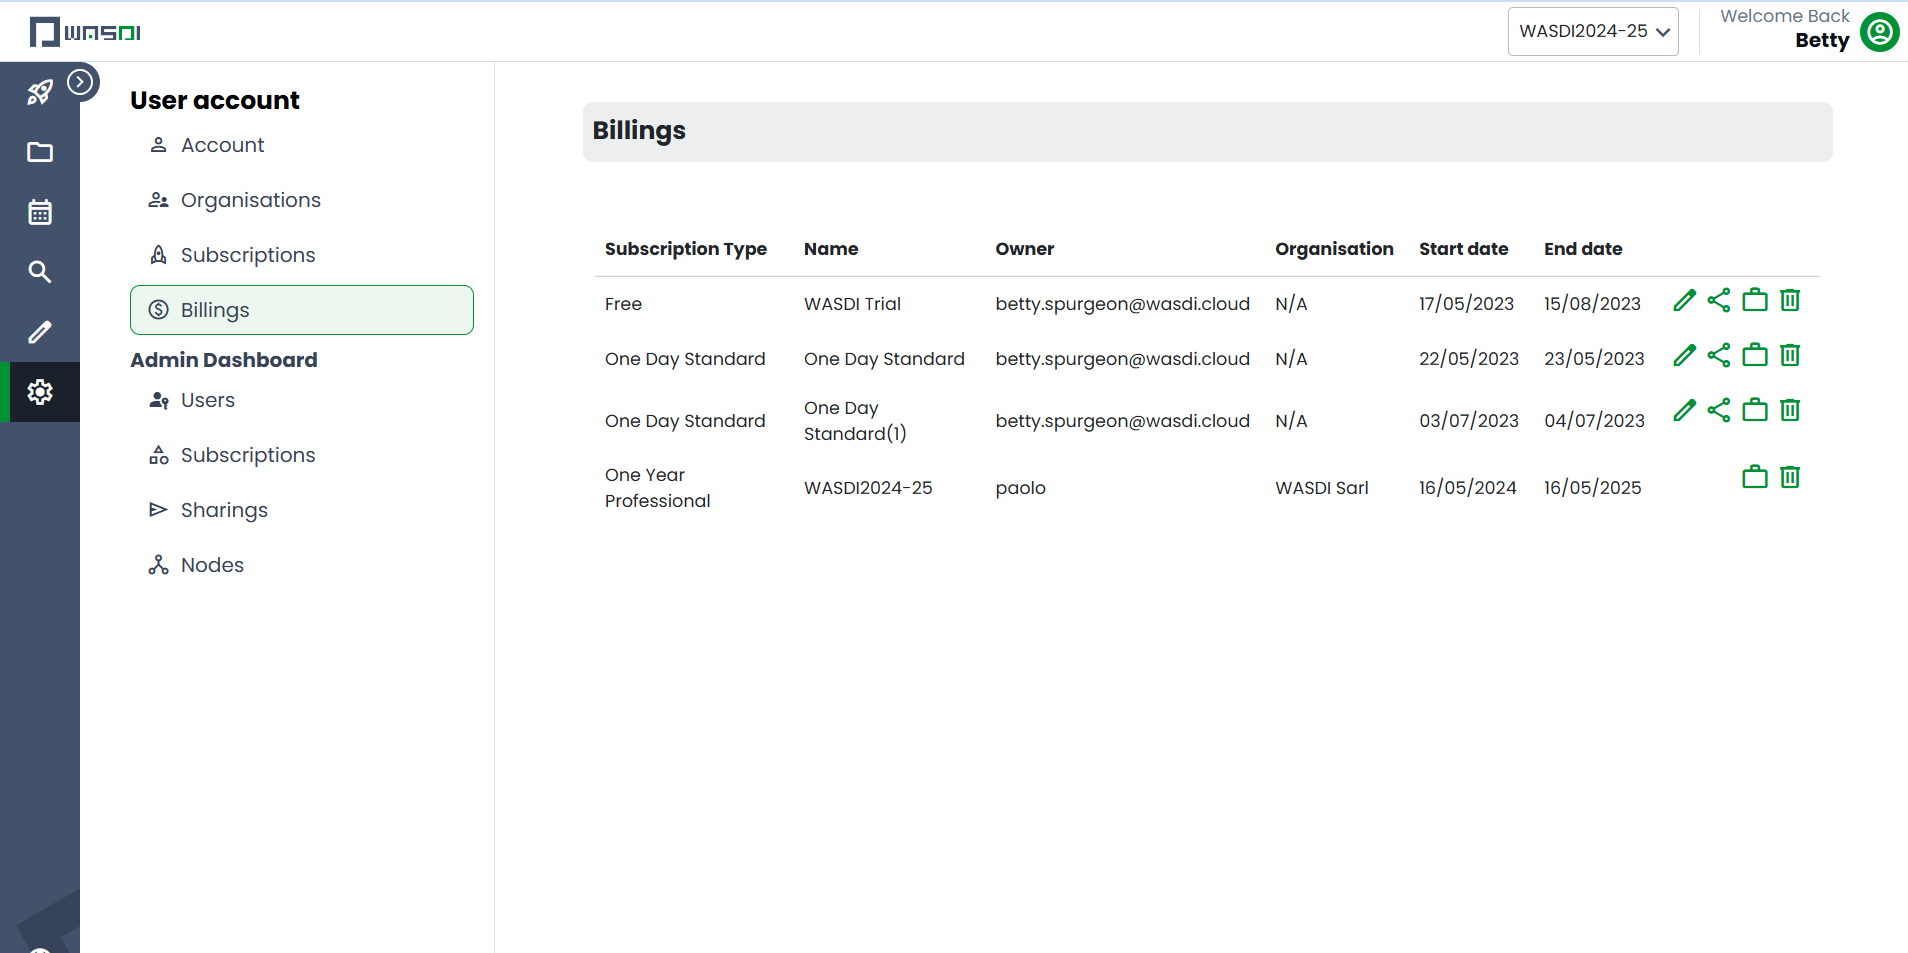 WASDI
WASDI2024-25
Welcome Back
Betty
User account
Account
Organisations
Subscriptions
Billings
Admin Dashboard
Users
Subscriptions
Sharings
Nodes
Billings
Subscription Type Name Owner Organisation Start date End date
Free WASDI Trial betty.spurgeon@wasdi.cloud N/A 17/05/2023 15/08/2023
One Day Standard One Day Standard betty.spurgeon@wasdi.cloud N/A 22/05/2023 23/05/2023
One Day
One Day Standard betty.spurgeon@wasdi.cloud N/A 03/07/2023 04/07/2023
Standard(1)
One Year
WASDI2024-25 paolo WASDI Sarl 16/05/2024 16/05/2025
Professional